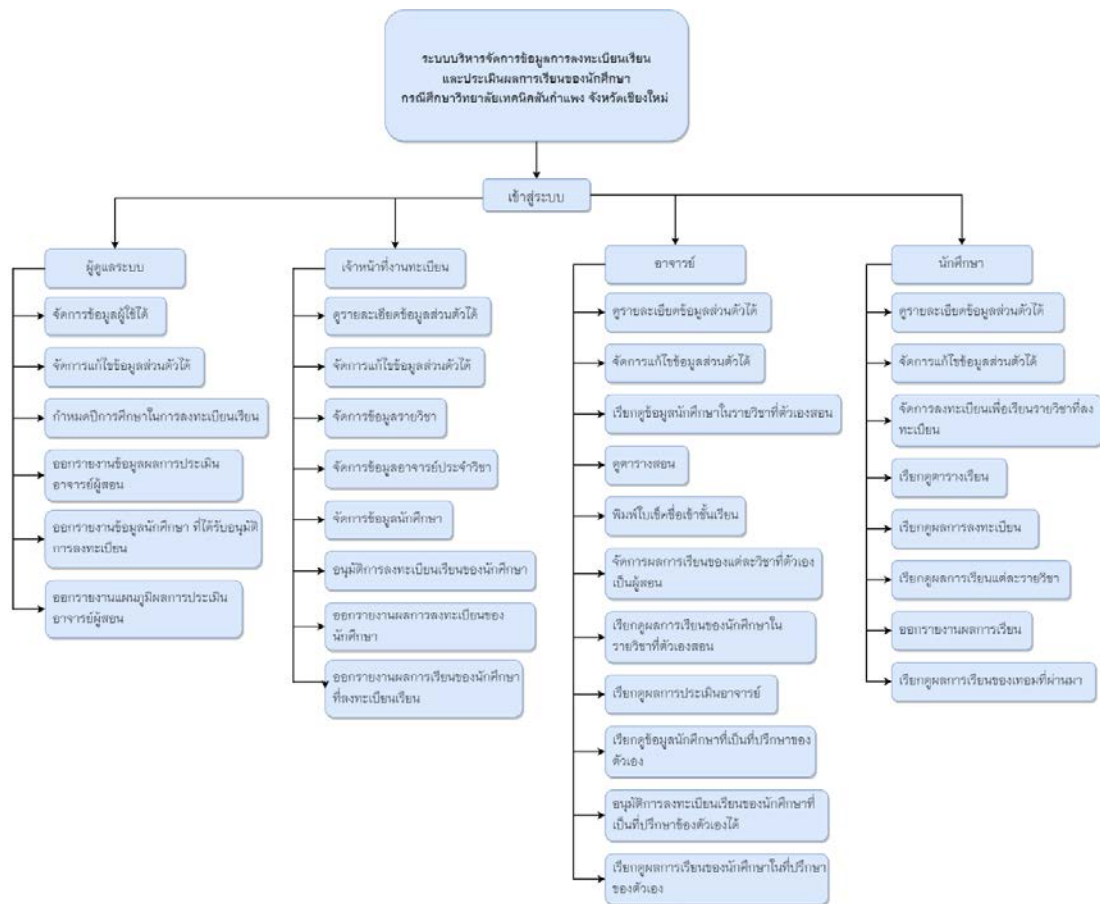 ระบบบริหารจัดการข้อมูลการลงทะเบียนเรียน
และประเมินผลการเรียนของนักศึกษา
กรณีศึกษาวิทยาลัยเทคนิคสันกำแพง จังหวัดเชียงใหม่
เข้าสู่ระบบ
ผู้ดูแลระบบ
จัดการข้อมูลผู้ใช้ได้
จัดการแก้ไขข้อมูลส่วนตัวได้
กำหนดปีการศึกษาในการลงทะเบียนเรียน
ออกรายงานข้อมูลผลการประเมิน
อาจารย์ผู้สอน
ออกรายงานข้อมูลนักศึกษา ที่ได้รับอนุมัติ
การลงทะเบียน
ออกรายงานแผนภูมิผลการประเมิน
อาจารย์ผู้สอน
เจ้าหน้าที่งานทะเบียน
ดูรายละเอียดข้อมูลส่วนตัวได้
จัดการแก้ไขข้อมูลส่วนตัวได้
จัดการข้อมูลรายวิชา
จัดการข้อมูลอาจารย์ประจำวิชา
จัดการข้อมูลนักศึกษา
อนุมัติการลงทะเบียนเรียนของนักศึกษา
ออกรายงานผลการลงทะเบียนของ
นักศึกษา
ออกรายงานผลการเรียนของนักศึกษา
ที่ลงทะเบียนเรียน
อาจารย์
ดูรายละเอียดข้อมูลส่วนตัวได้
จัดการแก้ไขข้อมูลส่วนตัวได้
เรียกดูข้อมูลนักศึกษาในรายวิชาที่ตัวเองสอน
ดูตารางสอน
พิมพ์ใบเช็คชื่อเข้าชั้นเรียน
จัดการผลการเรียนของแต่ละวิชาที่ตัวเอง
เป็นผู้สอน
เรียกดูผลการเรียนของนักศึกษาใน
รายวิชาที่ตัวเองสอน
เรียกดูผลการประเมินอาจารย์
เรียกดูข้อมูลนักศึกษาที่เป็นที่ปรึกษาของ
ตัวเอง
อนุมัติการลงทะเบียนเรียนของนักศึกษาที่
เป็นที่ปรึกษาข้องตัวเองได้
เรียกดูผลการเรียนของนักศึกษาในที่ปรึกษา
ของตัวเอง
นักศึกษา
ดูรายละเอียดข้อมูลส่วนตัวได้
จัดการแก้ไขข้อมูลส่วนตัวได้
จัดการลงทะเบียนเพื่อเรียนรายวิชาที่ลง
ทะเบียน
เรียกดูตารางเรียน
เรียกดูผลการลงทะเบียน
เรียกดูผลการเรียนแต่ละรายวิชา
ออกรายงานผลการเรียน
เรียกดูผลการเรียนของเทอมที่ผ่านมา